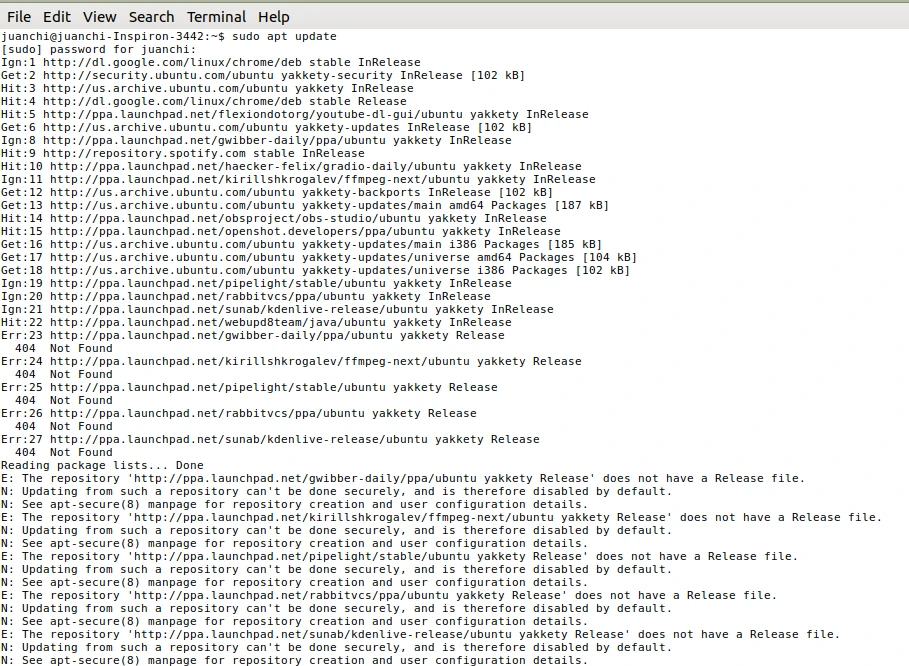 File Edit View Search Terminal Help
juanchi@juanchi-Inspiron-3442:~$ sudo apt update
[sudo] password for juanchi:
Ign:1 http://dl.google.com/linux/chrome/deb stable InRelease
Get:2 http://security.ubuntu.com/ubuntu yakkety-security InRelease [102 kB]
Hit:3 http://us.archive.ubuntu.com/ubuntu yakkety InRelease
Hit:4 http://dl.google.com/linux/chrome/deb stable Release
Hit:5 http://ppa.launchpad.net/flexiondotorg/youtube-dl-gui/ubuntu yakkety InRelease
Get:6 http://us.archive.ubuntu.com/ubuntu yakkety-updates InRelease [102 kB]
Ign:8 http://ppa.launchpad.net/gwibber-daily/ppa/ubuntu yakkety InRelease
Hit:9 http://repository.spotify.com stable InRelease
Hit:10 http://ppa.launchpad.net/haecker-felix/gradio-daily/ubuntu yakkety InRelease
Ign:11 http://ppa.launchpad.net/kirillshkrogalev/ffmpeg-next/ubuntu yakkety InRelease
Get:12 http://us.archive.ubuntu.com/ubuntu yakkety-backports InRelease [102 kB]
Get:13 http://us.archive.ubuntu.com/ubuntu yakkety-updates/main amd64 Packages [187 kB]
Hit:14 http://ppa.launchpad.net/obsproject/obs-studio/ubuntu yakkety InRelease
Hit:15 http://ppa.launchpad.net/openshot.developers/ppa/ubuntu yakkety InRelease
Get:16 http://us.archive.ubuntu.com/ubuntu yakkety-updates/main i386 Packages [185 kB]
Get:17 http://us.archive.ubuntu.com/ubuntu yakkety-updates/universe amd64 Packages [104 kB]
Get:18 http://us.archive.ubuntu.com/ubuntu yakkety-updates/universe i386 Packages [102 kB]
Ign:19 http://ppa.launchpad.net/pipelight/stable/ubuntu yakkety InRelease
Ign:20 http://ppa.launchpad.net/rabbitvcs/ppa/ubuntu yakkety InRelease
Ign:21 http://ppa.launchpad.net/sunab/kdenlive-release/ubuntu yakkety InRelease
Hit:22 http://ppa.launchpad.net/webupd8team/java/ubuntu yakkety InRelease
Err:23 http://ppa.launchpad.net/gwibber-daily/ppa/ubuntu yakkety Release
  404  Not Found
Err:24 http://ppa.launchpad.net/kirillshkrogalev/ffmpeg-next/ubuntu yakkety Release
  404  Not Found
Err:25 http://ppa.launchpad.net/pipelight/stable/ubuntu yakkety Release
  404  Not Found
Err:26 http://ppa.launchpad.net/rabbitvcs/ppa/ubuntu yakkety Release
  404  Not Found
Err:27 http://ppa.launchpad.net/sunab/kdenlive-release/ubuntu yakkety Release
  404  Not Found
Reading package lists... Done
E: The repository 'http://ppa.launchpad.net/gwibber-daily/ppa/ubuntu yakkety Release' does not have a Release file.
N: Updating from such a repository can't be done securely, and is therefore disabled by default.
N: See apt-secure(8) manpage for repository creation and user configuration details.
E: The repository 'http://ppa.launchpad.net/kirillshkrogalev/ffmpeg-next/ubuntu yakkety Release' does not have a Release file.
N: Updating from such a repository can't be done securely, and is therefore disabled by default.
N: See apt-secure(8) manpage for repository creation and user configuration details.
E: The repository 'http://ppa.launchpad.net/pipelight/stable/ubuntu yakkety Release' does not have a Release file.
N: Updating from such a repository can't be done securely, and is therefore disabled by default.
N: See apt-secure(8) manpage for repository creation and user configuration details.
E: The repository 'http://ppa.launchpad.net/rabbitvcs/ppa/ubuntu yakkety Release' does not have a Release file.
N: Updating from such a repository can't be done securely, and is therefore disabled by default.
N: See apt-secure(8) manpage for repository creation and user configuration details.
E: The repository 'http://ppa.launchpad.net/sunab/kdenlive-release/ubuntu yakkety Release' does not have a Release file.
N: Updating from such a repository can't be done securely, and is therefore disabled by default.
N: See apt-secure(8) manpage for repository creation and user configuration details.